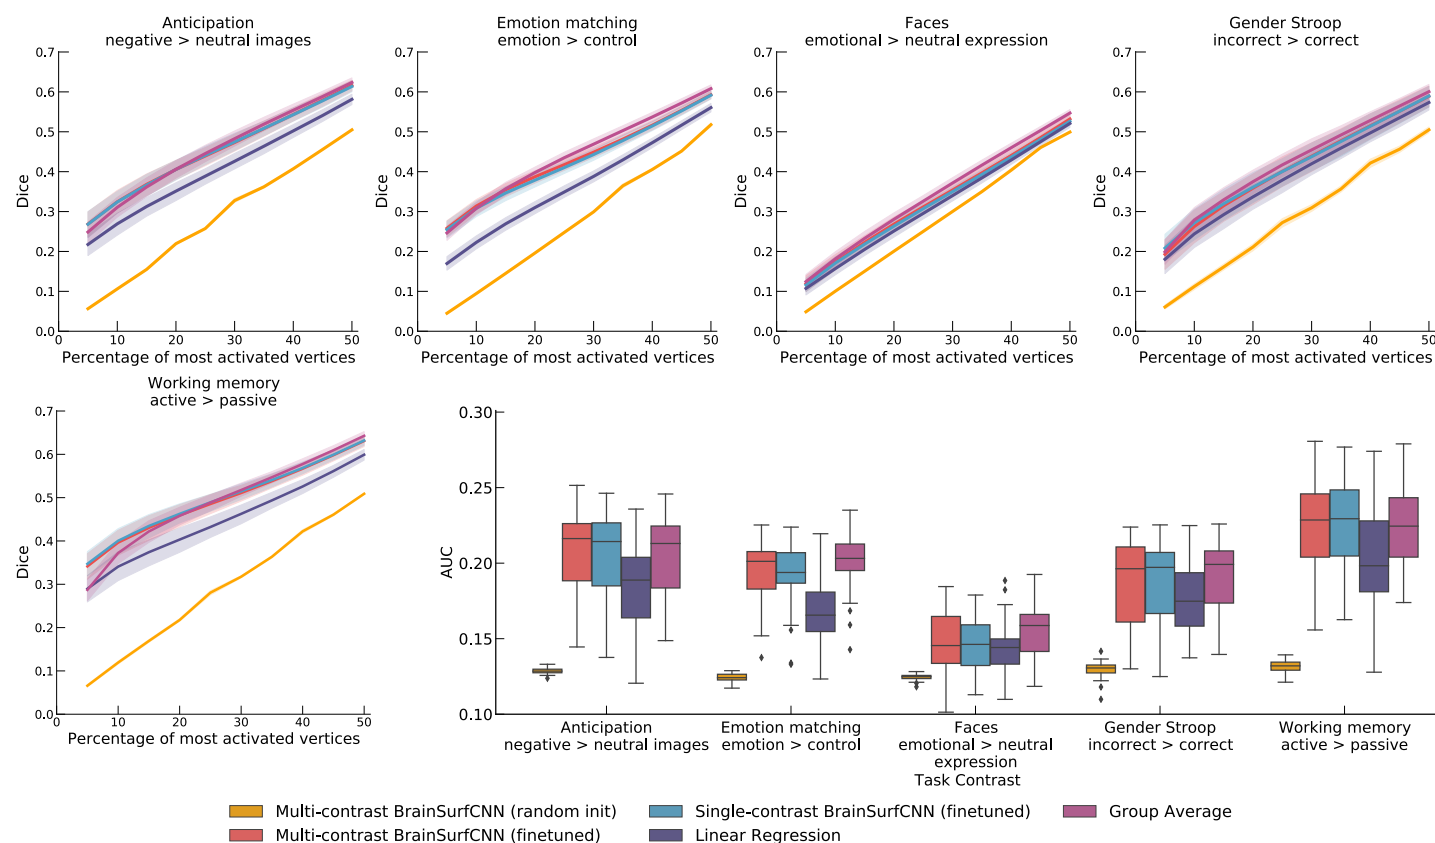 Anticipation
negative > neutral images
0.7
0.6
0.5
0.4
0.3
0.2
0.1
0.0
Dice
0
10
20
30
40
50
Percentage of most activated vertices
Emotion matching
emotion > control
0.7
0.6
0.5
0.4
0.3
0.2
0.1
0.0
Dice
0
10
20
30
40
50
Percentage of most activated vertices
Faces
emotional > neutral expression
0.7
0.6
0.5
0.4
0.3
0.2
0.1
0.0
Dice
0
10
20
30
40
50
Percentage of most activated vertices
Gender Stroop
incorrect > correct
0.7
0.6
0.5
0.4
0.3
0.2
0.1
0.0
Dice
0
10
20
30
40
50
Percentage of most activated vertices
Working memory
active > passive
0.7
0.6
0.5
0.4
0.3
0.2
0.1
0.0
Dice
0
10
20
30
40
50
Percentage of most activated vertices
0.30
0.25
0.20
0.15
0.10
AUC
Anticipation
negative > neutral images
Emotion matching
emotion > control
Faces
emotional > neutral
expression
Gender Stroop
incorrect > correct
Working memory
active > passive
Task Contrast
Multi-contrast BrainSurfCNN (random init)
Multi-contrast BrainSurfCNN (finetuned)
Single-contrast BrainSurfCNN (finetuned)
Linear Regression
Group Average